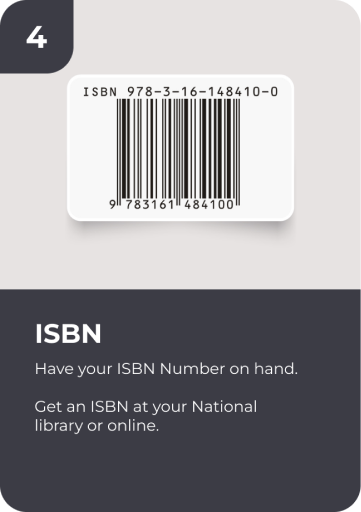 4
ISBN 978-3-16-148410-0
9 783161 484100
ISBN
Have your ISBN Number on hand.
Get an ISBN at your National
library or online.